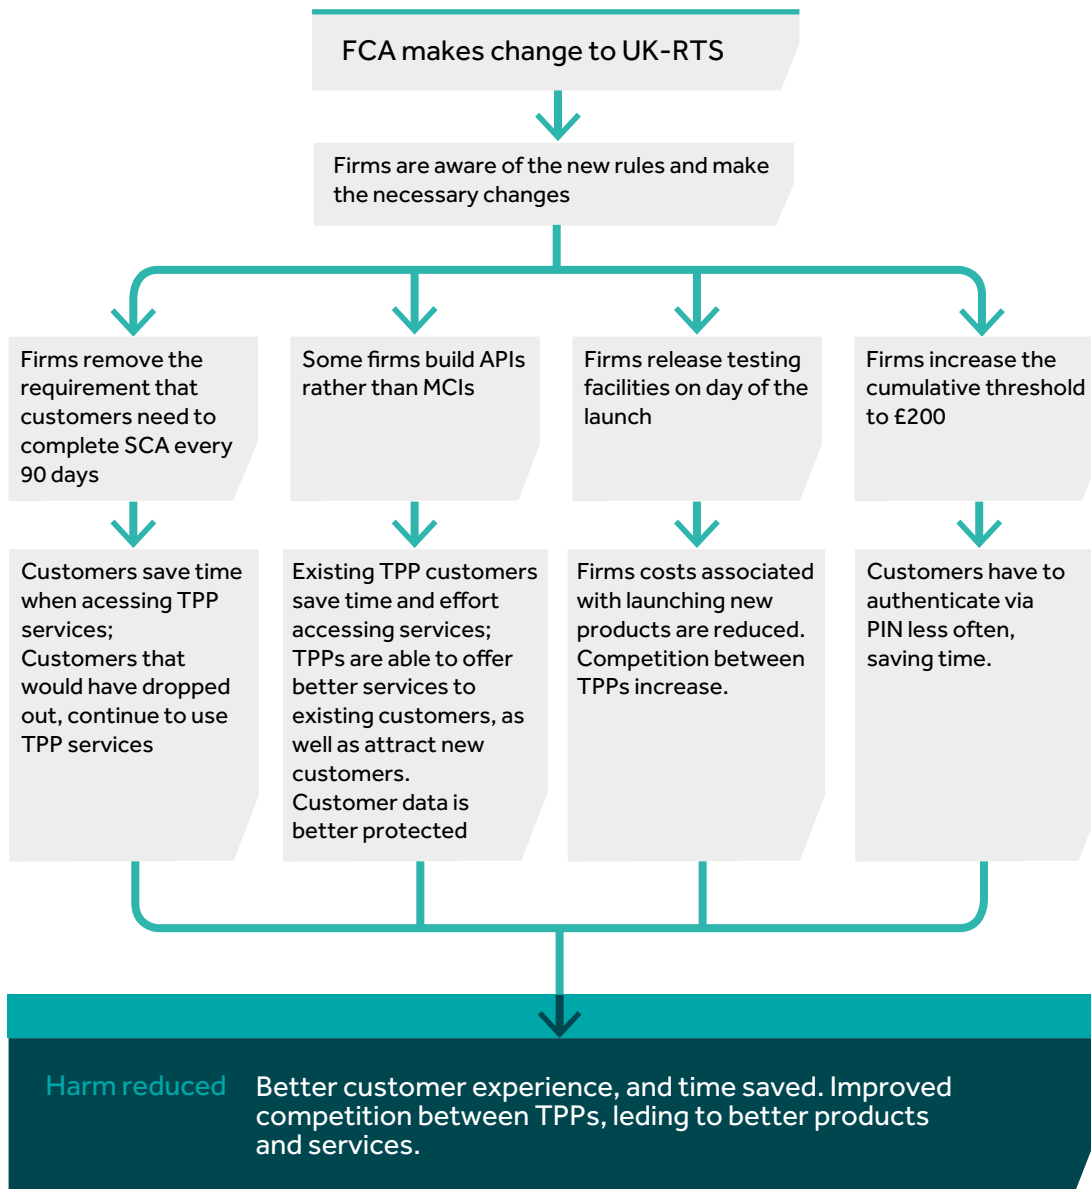 FCA makes change to UK-RTS
Firms are aware of the new rules and make
the necessary changes
Firms remove the
requirement that
customers need to
complete SCA every
90 days
Some firms build APIs
rather than MCIs
Firms release testing
facilities on day of the
launch
Firms increase the
cumulative threshold
to £200
Customers save time
when acessing TPP
services;
Customers that
would have dropped
out, continue to use
TPP services
Existing TPP customers
save time and effort
accessing services;
TPPs are able to offer
better services to
existing customers, as
well as attract new
customers.
Customer data is
better protected
Firms costs associated
with launching new
products are reduced.
Competition between
TPPs increase.
Customers have to
authenticate via
PIN less often,
saving time.
Harm reduced
Better customer experience, and time saved. Improved
competition between TPPs, leding to better products
and services.